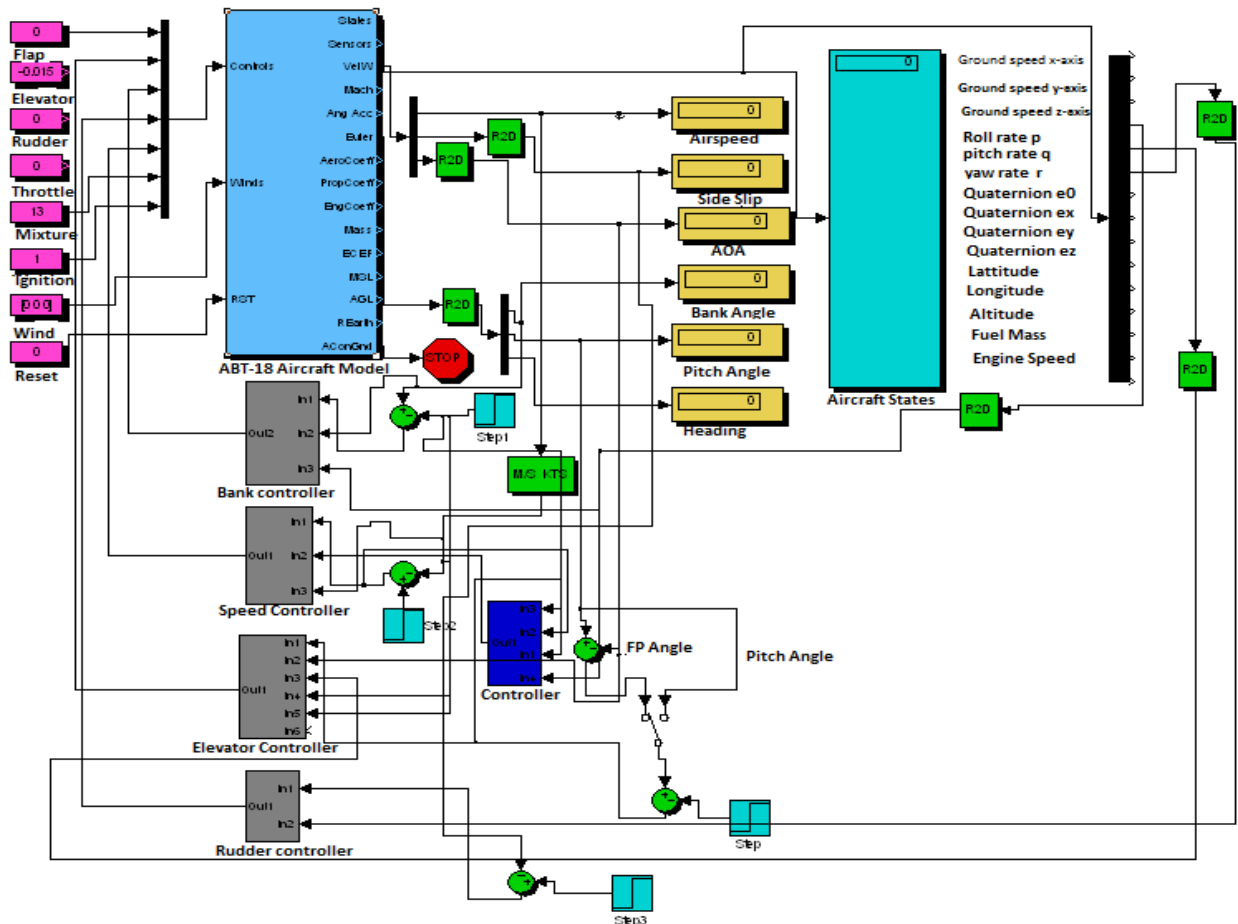 0
Flap
-0.015
Elevator
0
Rudder
0
Throttle
13
Mixture
1
Ignition
[0 0 0]
Wind
0
Reset
Controls
Winds
RST
States
Sensors
VelW
Mach
Ang Acc
Euler
AeroCoeff
PropCoeff
EngCoeff
Mass
ECEF
MSL
AGL
REarth
AConGnd
ABT-18 Aircraft Model
R2D
R2D
R2D
STOP
0
Airspeed
0
Side Slip
0
AOA
0
Bank Angle
0
Pitch Angle
0
Heading
0
Aircraft States
Ground speed x-axis
Ground speed y-axis
Ground speed z-axis
Roll rate p
pitch rate q
yaw rate r
Quaternion e0
Quaternion ex
Quaternion ey
Quaternion ez
Lattitude
Longitude
Altitude
Fuel Mass
Engine Speed
R2D
R2D
R2D
In1
Out2
In2
In3
Bank controller
+
-
Step1
M/S KTS
In1
Out1
In2
In3
Speed Controller
-
+
Step2
Out1
In1
Controller
+
-
FP Angle
Pitch Angle
In1
In2
In3
Out1
In4
In5
In6
Elevator Controller
+
-
Step
In1
Out1
In2
Rudder controller
-
+
Step3